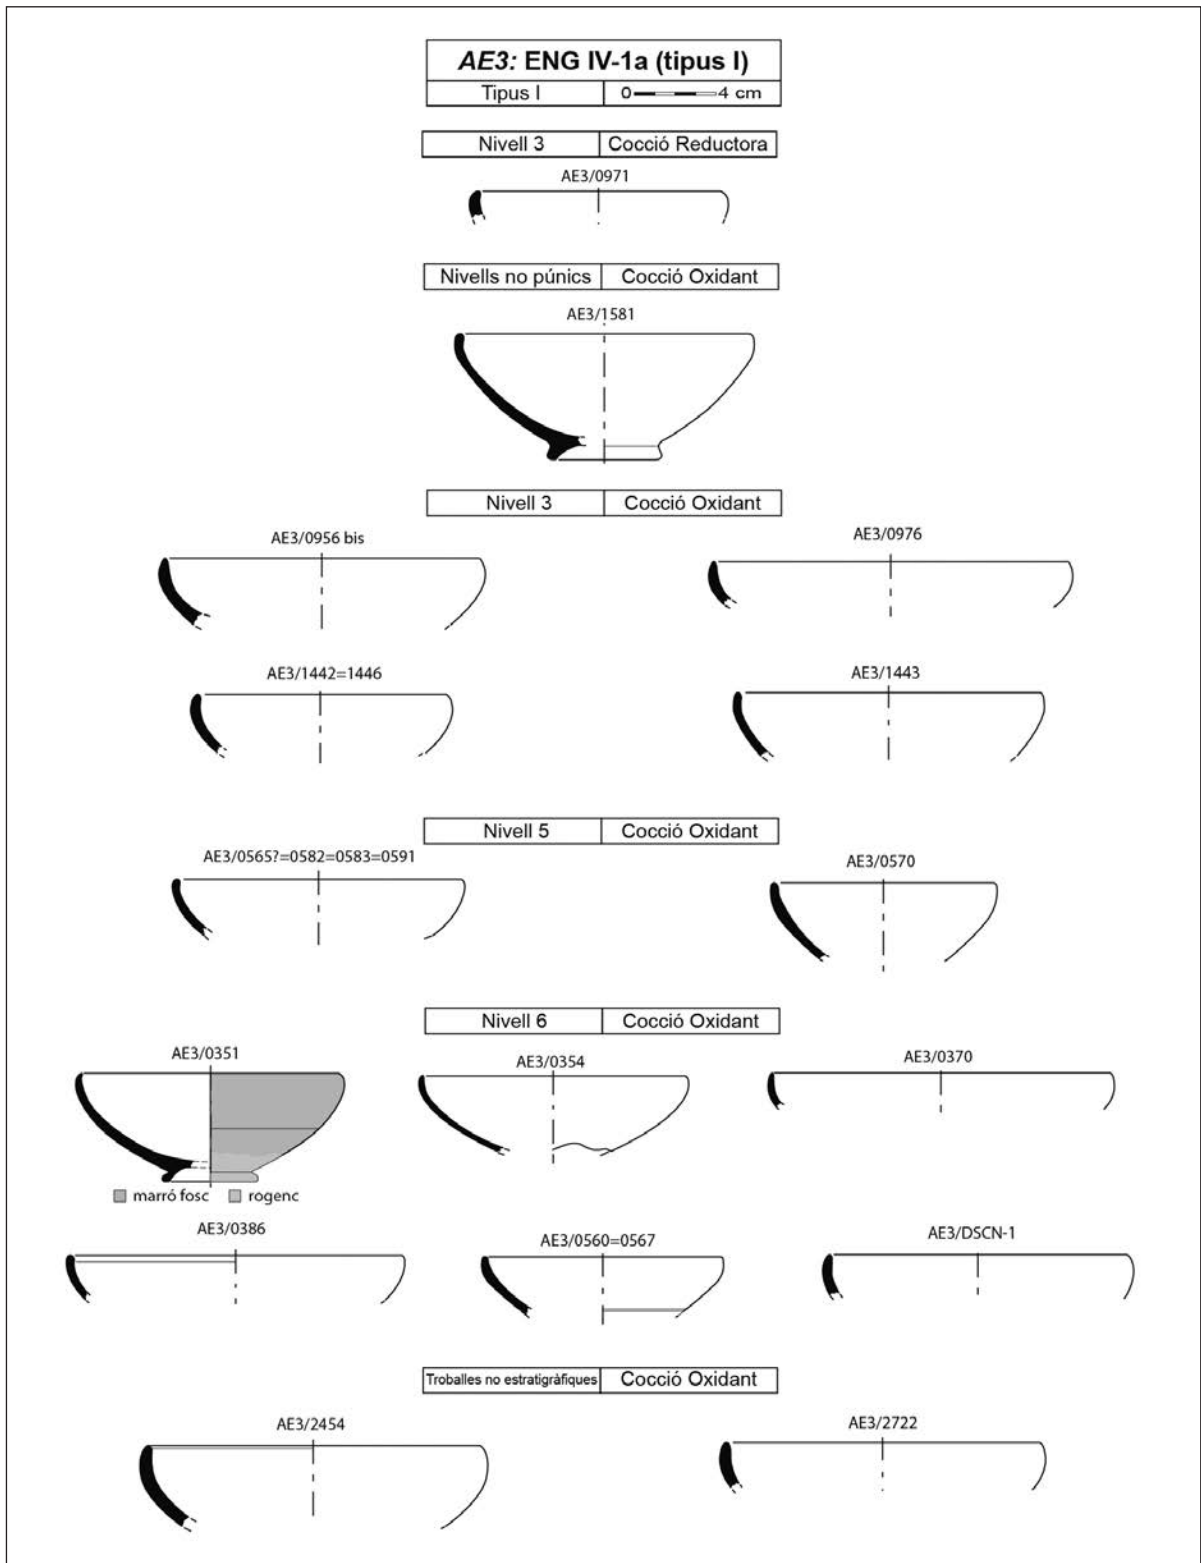 AE3: ENG IV-1a (tipus I)
Tipus I 0 4 cm
Nivell 3 Cocció Reductora
AE3/0971
Nivells no púnics Cocció Oxidant
AE3/1581
Nivell 3 Cocció Oxidant
AE3/0956 bis AE3/0976
AE3/1442=1446 AE3/1443
Nivell 5 Cocció Oxidant
AE3/0565?=0582=0583=0591 AE3/0570
Nivell 6 Cocció Oxidant
AE3/0351 AE3/0354 AE3/0370
marró fosc rogenc
AE3/0386 AE3/0560=0567 AE3/DSCN-1
Troballes no estratigràfiques Cocció Oxidant
AE3/2454 AE3/2722